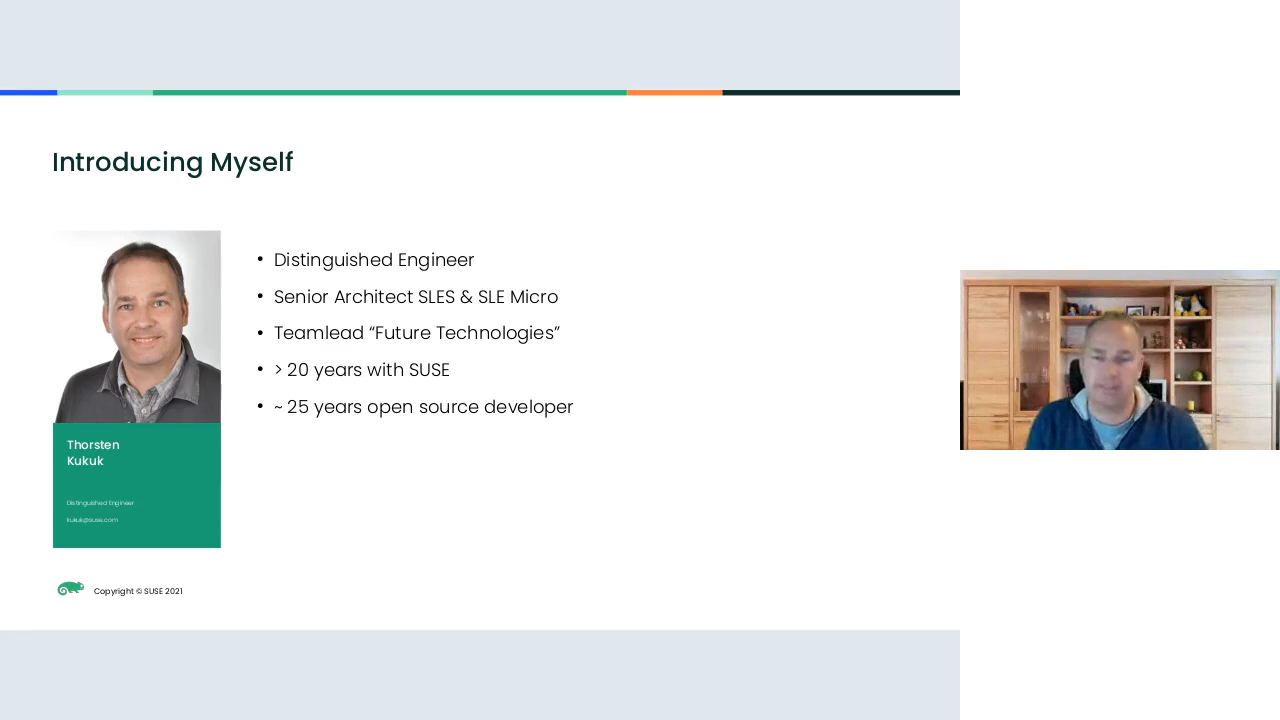 Introducing Myself
• Distinguished Engineer
• Senior Architect SLES & SLE Micro
• Teamlead “Future Technologies”
• > 20 years with SUSE
• ~ 25 years open source developer
Thorsten
Kukuk
Distinguished Engineer
kukuk@suse.com
Copyright © SUSE 2021